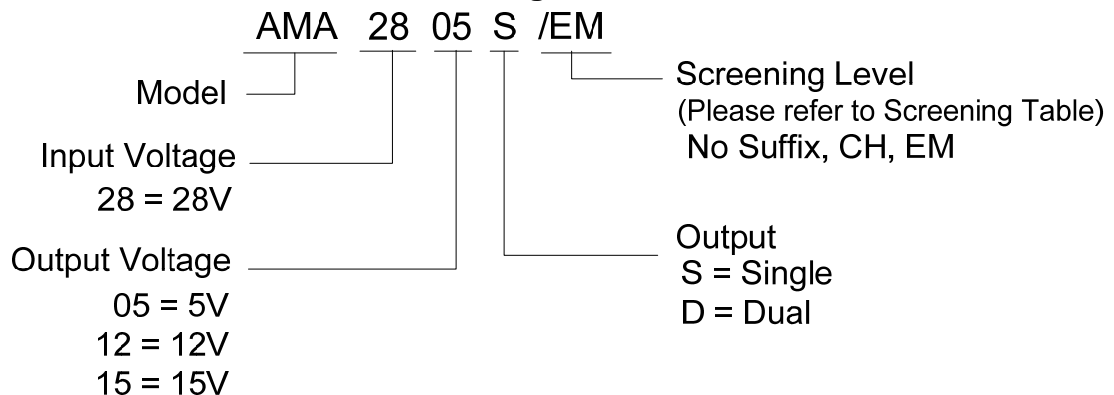 AMA 28 05 S /EM
Model
Input Voltage
28 = 28V
Output Voltage
05 = 5V
12 = 12V
15 = 15V
Screening Level
(Please refer to Screening Table)
No Suffix, CH, EM
Output
S = Single
D = Dual